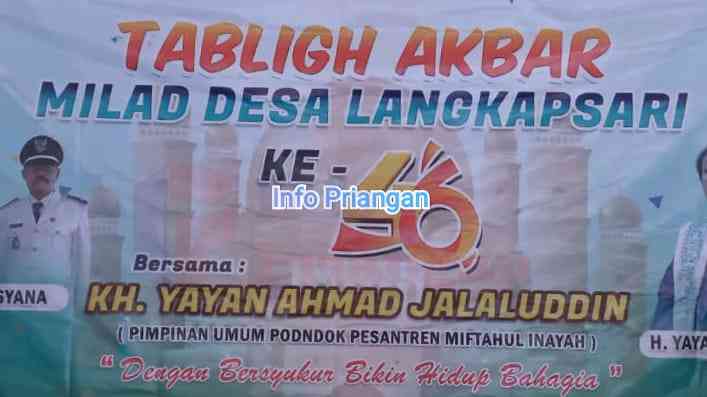 TABLIGH AKBAR
MILAD DESA LANGKAPSARI
KE - 46
Info Priangan
Bersama :
SYANA
KH. YAYAN AHMAD JALALUDDIN
( PIMPINAN UMUM PODNDOK PESANTREN MIFTAHUL INAYAH )
H. YAYA
" Dengan Bersyukur Bikin Hidup Bahagia "